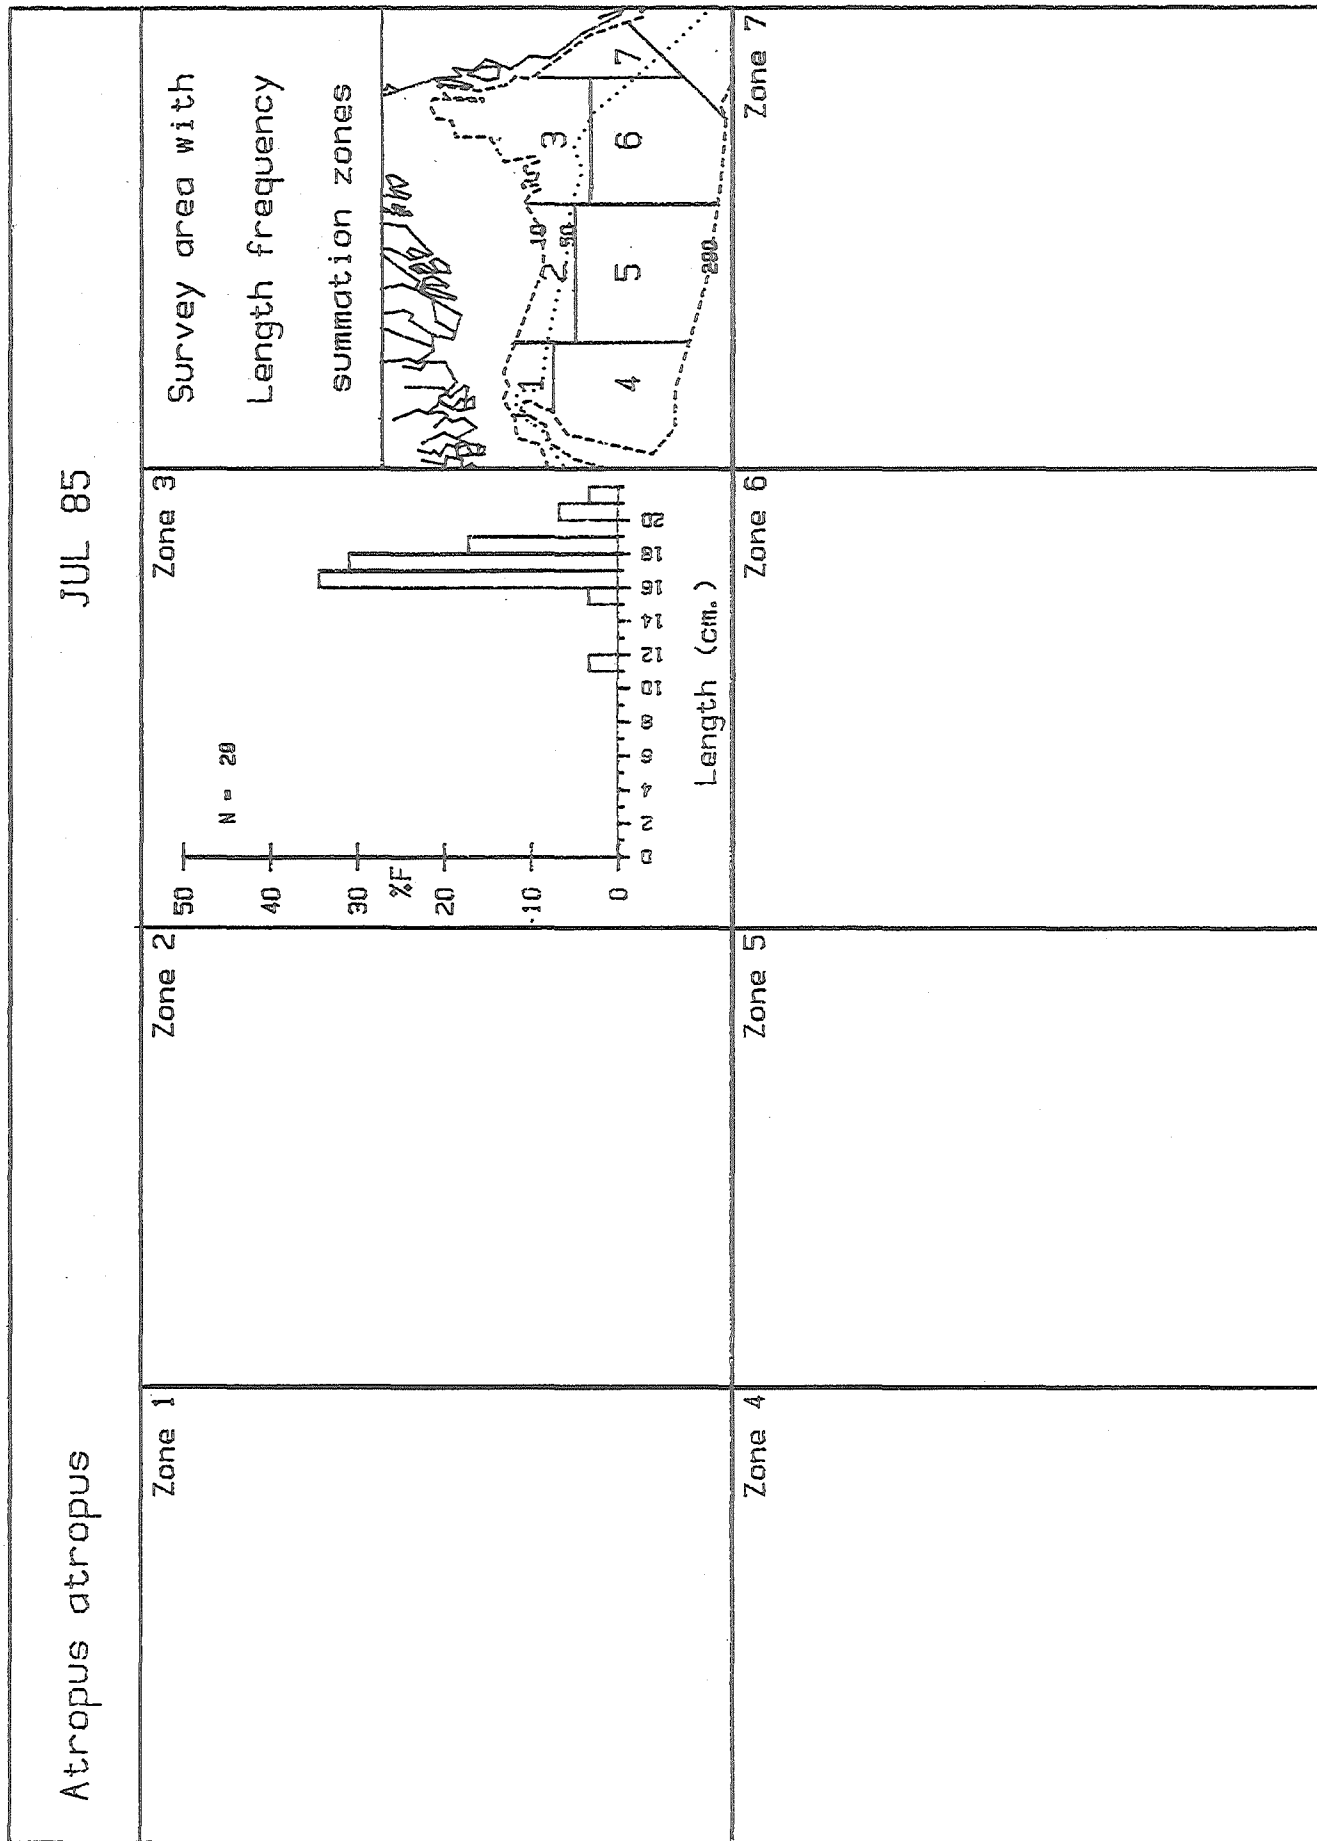 Atropus atropus JUL 85
Zone 1
Zone 2
Zone 3
N = 28
50
40
30
%F
20
10
0
0 2 4 6 8 10 12 14 16 18 20
Length (cm.)
Survey area with
Length frequency
summation zones
10
50
200
1 2 3 7
4 5 6
Zone 4
Zone 5
Zone 6
Zone 7